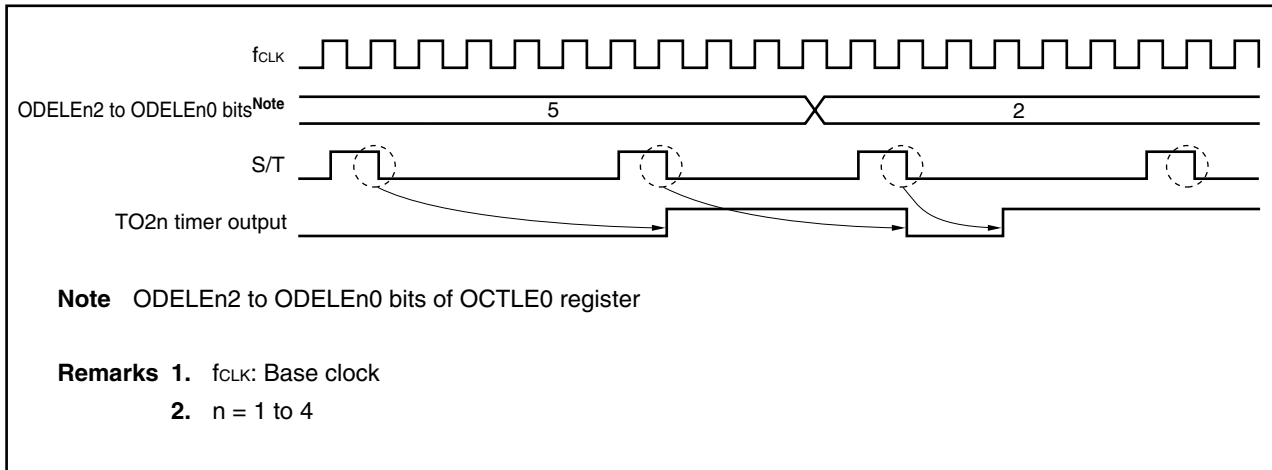 fCLK
ODELEn2 to ODELEn0 bitsNote
5
2
S/T
TO2n timer output
Note ODELEn2 to ODELEn0 bits of OCTLE0 register
Remarks 1. fCLK: Base clock
2. n = 1 to 4